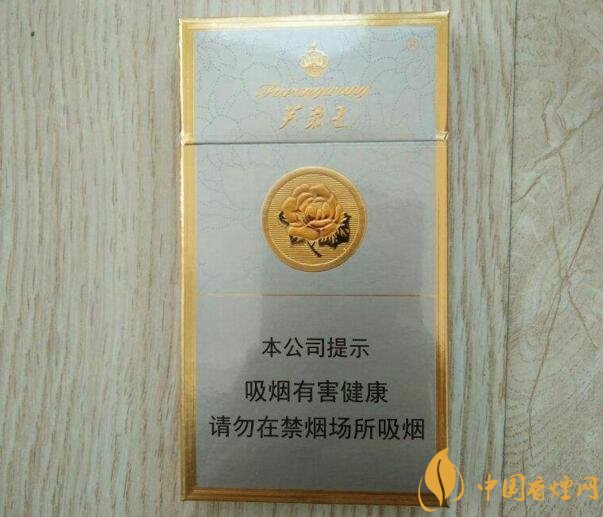 ®
Furongwang
芙蓉王
本公司提示
吸烟有害健康
请勿在禁烟场所吸烟
中国香烟网